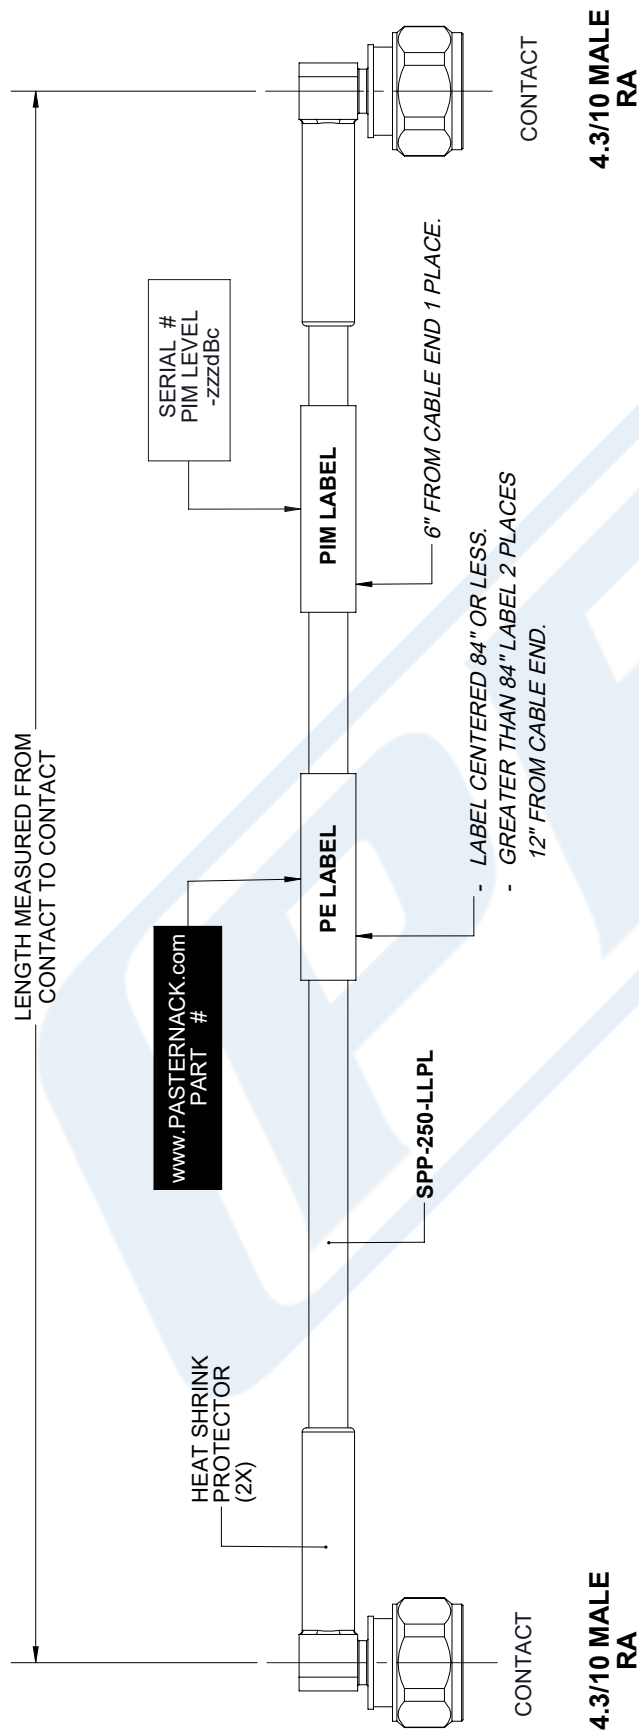 LENGTH MEASURED FROM
CONTACT TO CONTACT
SERIAL #
PIM LEVEL
-zzzdBc
www.PASTERNACK.com
PART #
HEAT SHRINK
PROTECTOR
(2X)
PE LABEL
PIM LABEL
SPP-250-LLPL
6" FROM CABLE END 1 PLACE.
- LABEL CENTERED 84" OR LESS.
- GREATER THAN 84" LABEL 2 PLACES
12" FROM CABLE END.
CONTACT
4.3/10 MALE
RA
CONTACT
4.3/10 MALE
RA